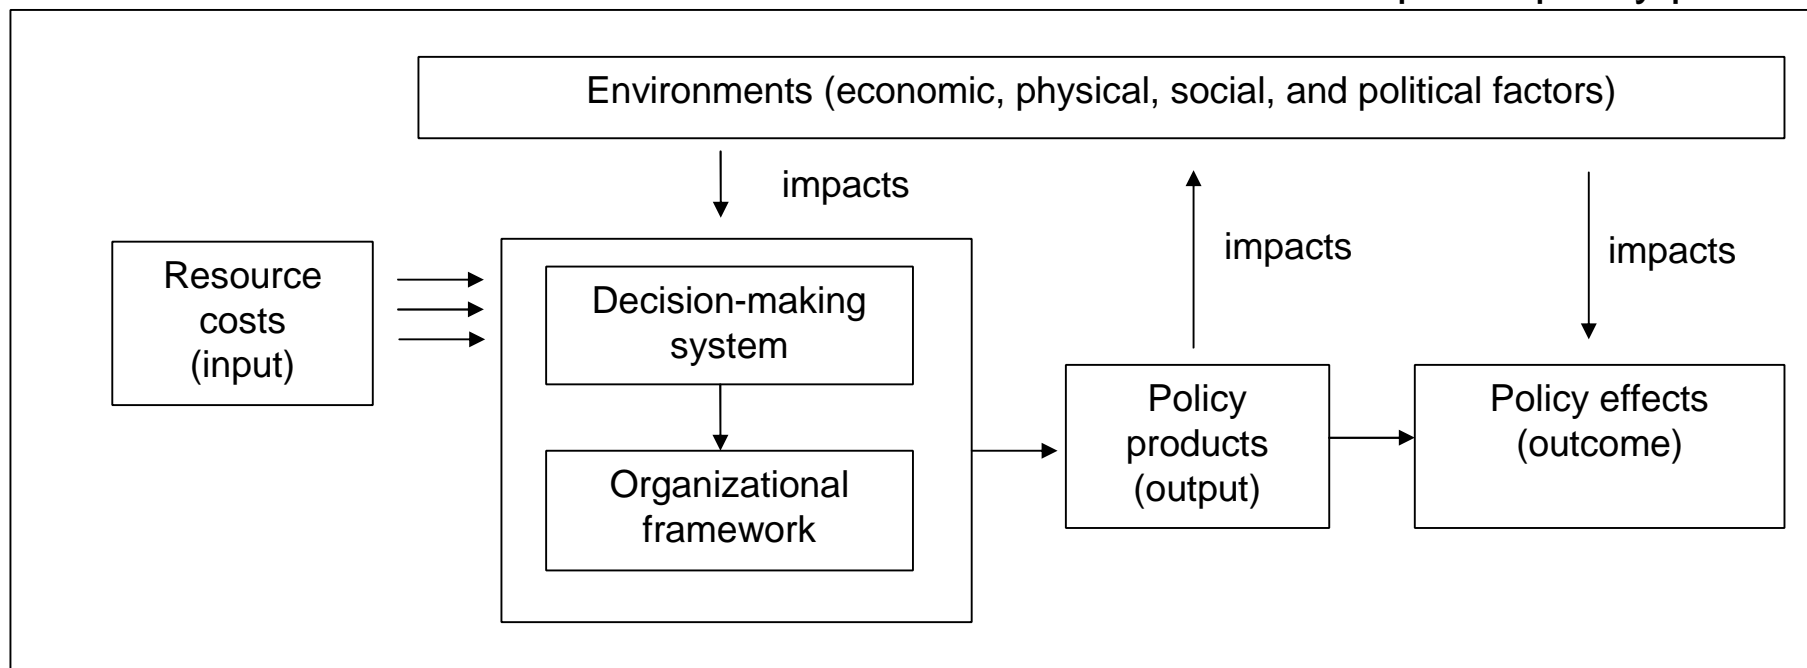 Environments (economic, physical, social, and political factors)
impacts
impacts
impacts
Resource
costs
(input)
Decision-making
system
Organizational
framework
Policy
products
(output)
Policy effects
(outcome)